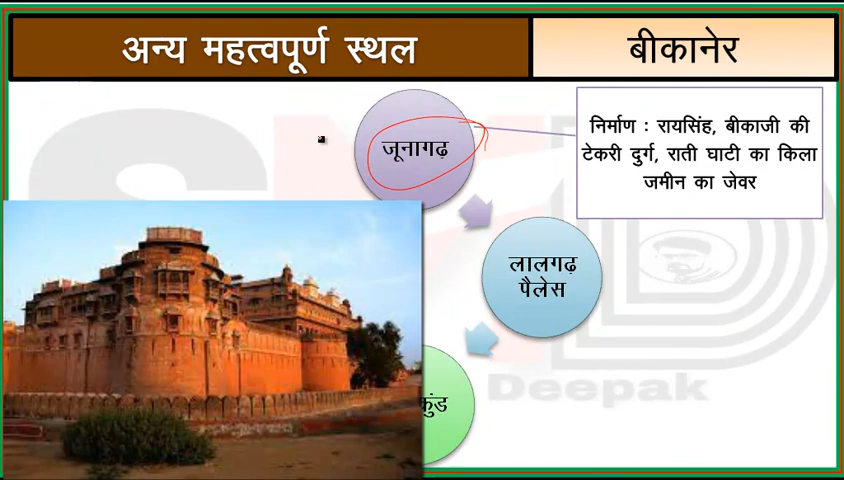 अन्य महत्वपूर्ण स्थल
बीकानेर
जूनागढ़
निर्माण : रायसिंह, बीकाजी की
टेकरी दुर्ग, राती घाटी का किला
जमीन का जेवर
लालगढ़
पैलेस
कुंड
Deepak